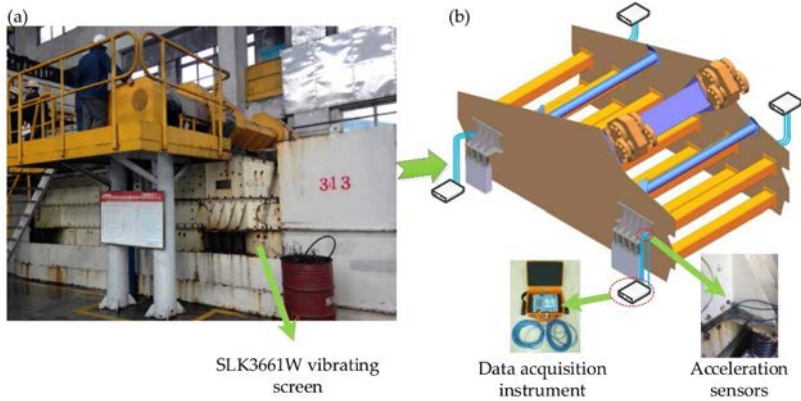 (a)
(b)
313
SLK3661W vibrating
screen
Data acquisition
instrument
Acceleration
sensors